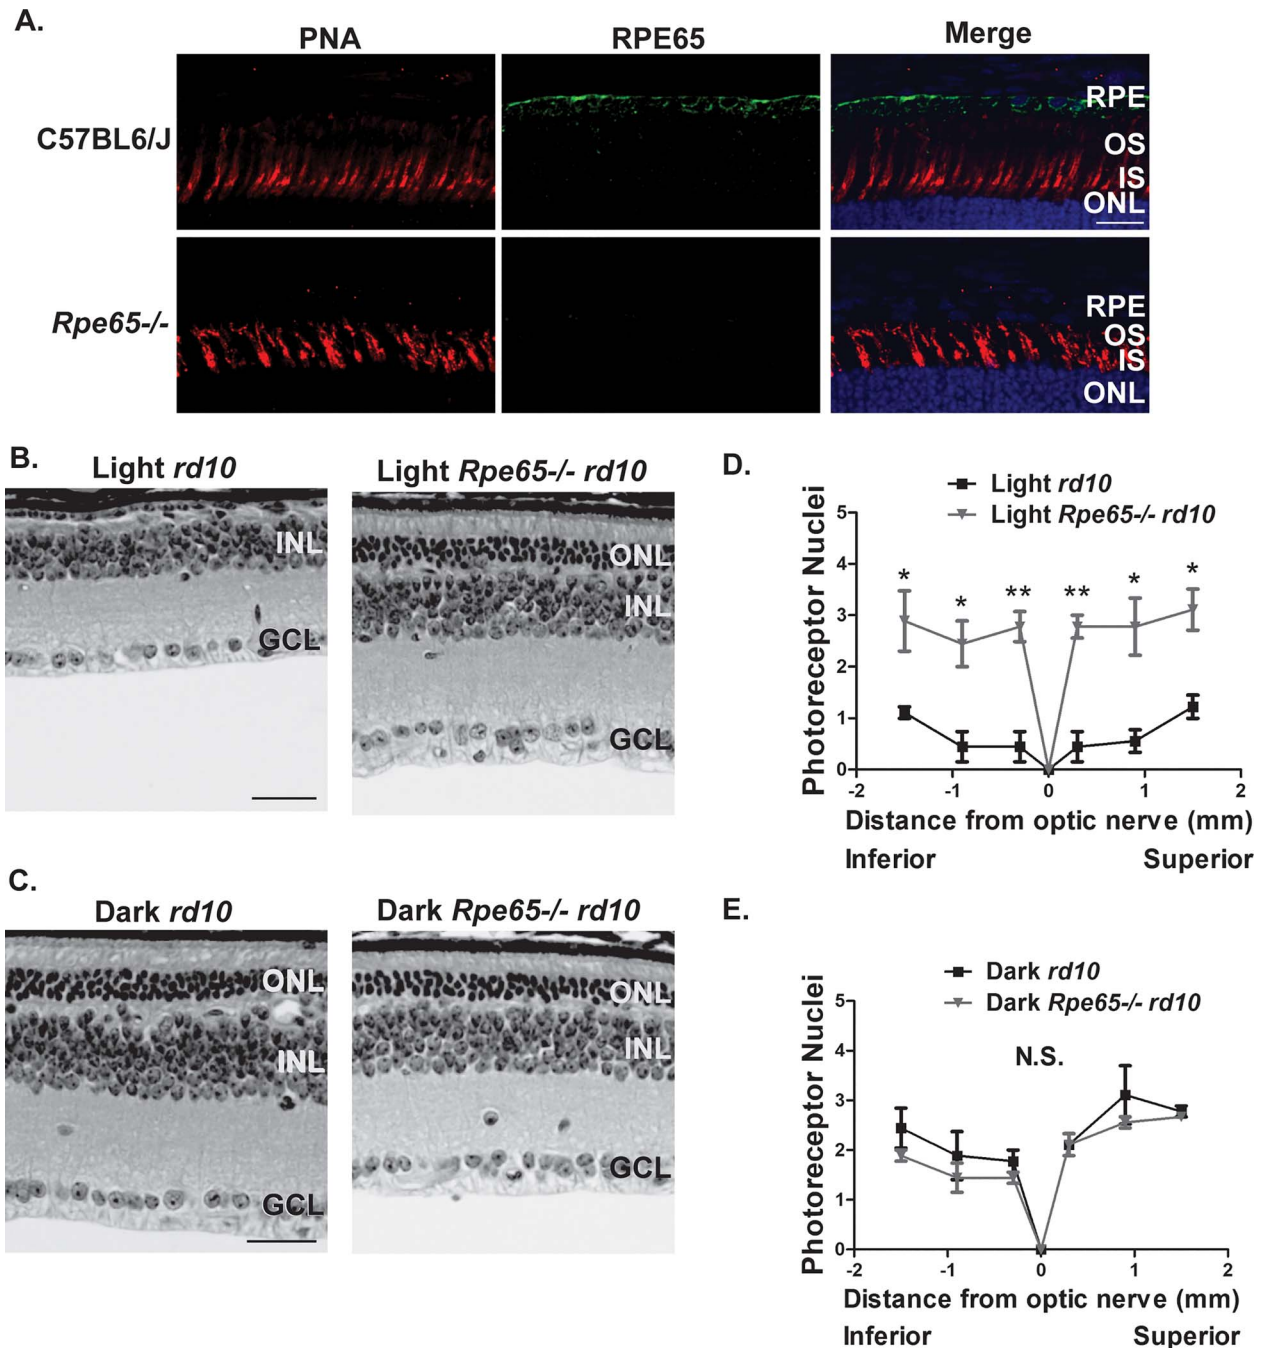 A.
PNA
RPE65
Merge
C57BL6/J
RPE
OS
IS
ONL
Rpe65-/-
RPE
OS
IS
ONL
B.
Light rd10
Light Rpe65-/- rd10
INL
GCL
ONL
INL
GCL
C.
Dark rd10
Dark Rpe65-/- rd10
ONL
INL
GCL
ONL
INL
GCL
D.
Light rd10
Light Rpe65-/- rd10
Photoreceptor Nuclei
5
4
3
2
1
0
* * ** ** * *
-2 -1 0 1 2
Distance from optic nerve (mm)
Inferior Superior
E.
Dark rd10
Dark Rpe65-/- rd10
Photoreceptor Nuclei
5
4
3
2
1
0
N.S.
-2 -1 0 1 2
Distance from optic nerve (mm)
Inferior Superior